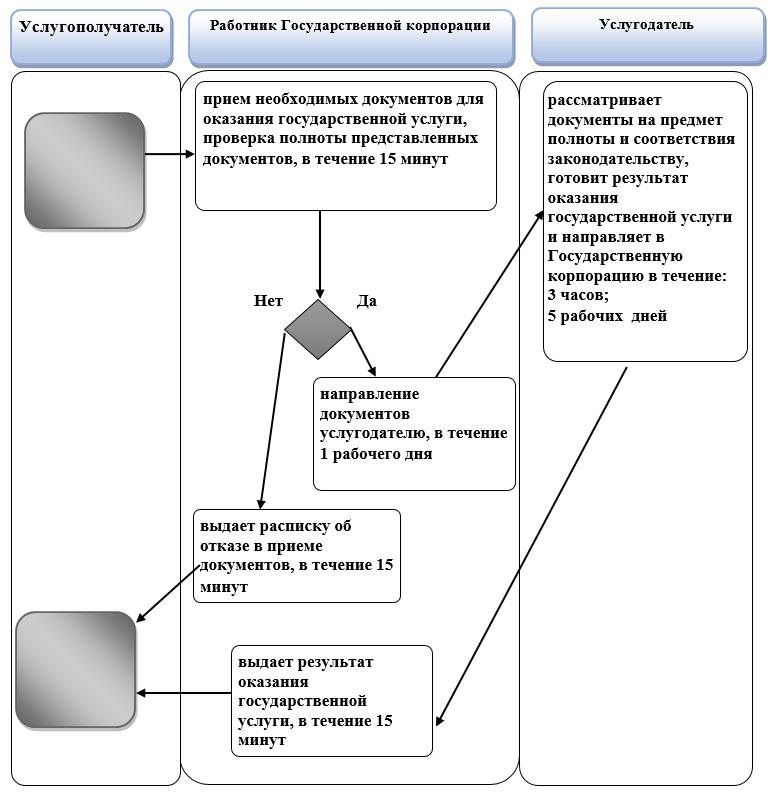 Услугополучатель
Работник Государственной корпорации
Услугодатель
прием необходимых документов для
оказания государственной услуги,
проверка полноты представленных
документов, в течение 15 минут
рассматривает
документы на предмет
полноты и соответствия
законодательству,
готовит результат
оказания
государственной услуги
и направляет в
Государственную
корпорацию в течение:
3 часов;
5 рабочих дней
Нет
Да
направление
документов
услугодателю, в течение
1 рабочего дня
выдает расписку об
отказе в приеме
документов, в течение 15
минут
выдает результат
оказания
государственной
услуги, в течение 15
минут